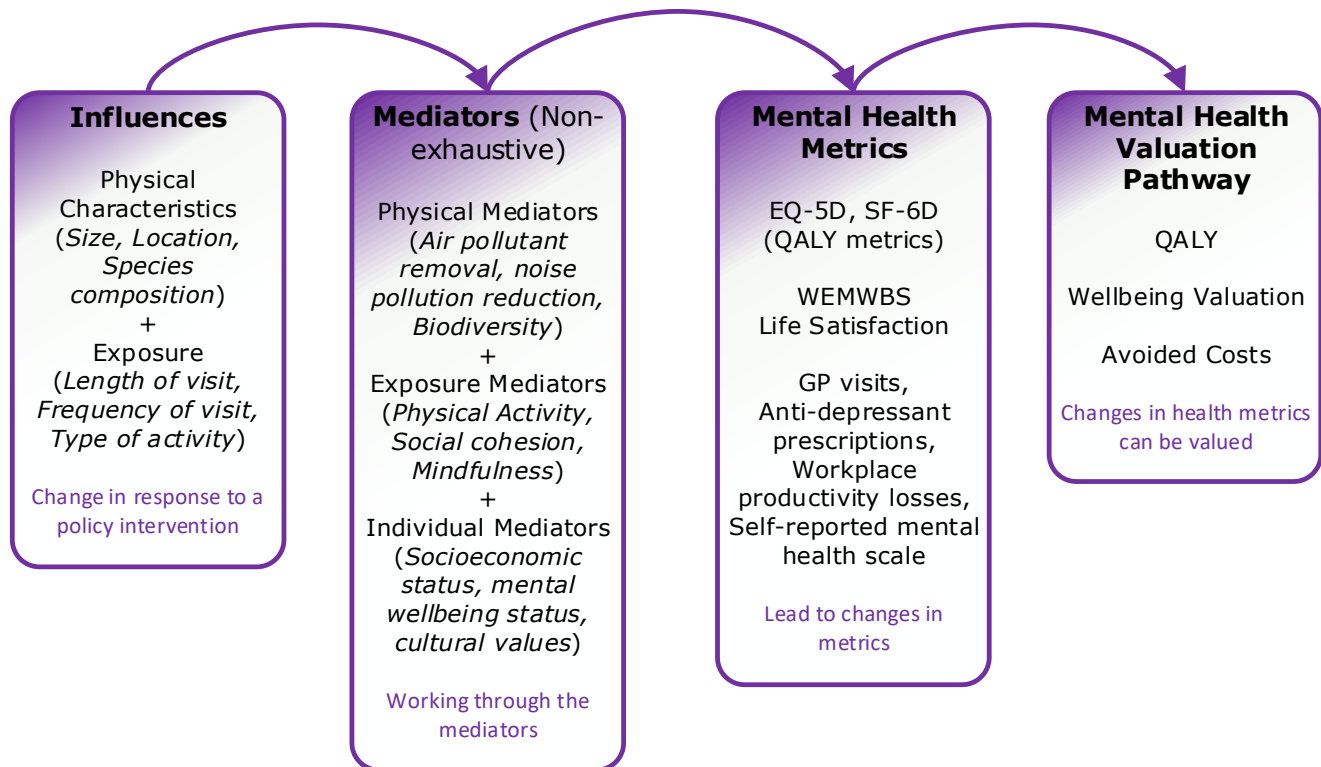 Influences
Physical
Characteristics
(Size, Location,
Species
composition)
+
Exposure
(Length of visit,
Frequency of visit,
Type of activity)
Change in response to a
policy intervention
Mediators (Non-
exhaustive)
Physical Mediators
(Air pollutant
removal, noise
pollution reduction,
Biodiversity)
+
Exposure Mediators
(Physical Activity,
Social cohesion,
Mindfulness)
+
Individual Mediators
(Socioeconomic
status, mental
wellbeing status,
cultural values)
Working through the
mediators
Mental Health
Metrics
EQ-5D, SF-6D
(QALY metrics)
WEMWBS
Life Satisfaction
GP visits,
Anti-depressant
prescriptions,
Workplace
productivity losses,
Self-reported mental
health scale
Lead to changes in
metrics
Mental Health
Valuation
Pathway
QALY
Wellbeing Valuation
Avoided Costs
Changes in health metrics
can be valued